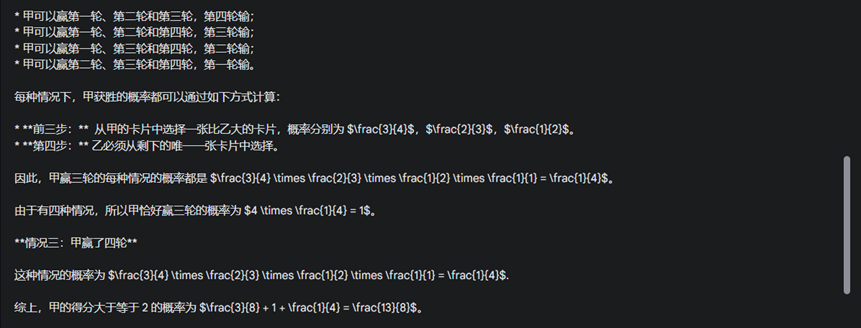 * 甲可以赢第一轮、第二轮和第三轮，第四轮输；
* 甲可以赢第一轮、第二轮和第四轮，第三轮输；
* 甲可以赢第一轮、第三轮和第四轮，第二轮输；
* 甲可以赢第二轮、第三轮和第四轮，第一轮输。
每种情况下，甲获胜的概率都可以通过如下方式计算：
* **前三步：** 从甲的卡片中选择一张比乙大的卡片，概率分别为 $\frac{3}{4}$，$\frac{2}{3}$，$\frac{1}{2}$。
* **第四步：** 乙必须从剩下的唯一一张卡片中选择。
因此，甲赢三轮的每种情况的概率都是 $\frac{3}{4} \times \frac{2}{3} \times \frac{1}{2} \times \frac{1}{1} = \frac{1}{4}$。
由于有四种情况，所以甲恰好赢三轮的概率为 $4 \times \frac{1}{4} = 1$。
**情况三：甲赢了四轮**
这种情况的概率为 $\frac{3}{4} \times \frac{2}{3} \times \frac{1}{2} \times \frac{1}{1} = \frac{1}{4}$.
综上，甲的得分大于等于 2 的概率为 $\frac{3}{8} + 1 + \frac{1}{4} = \frac{13}{8}$。